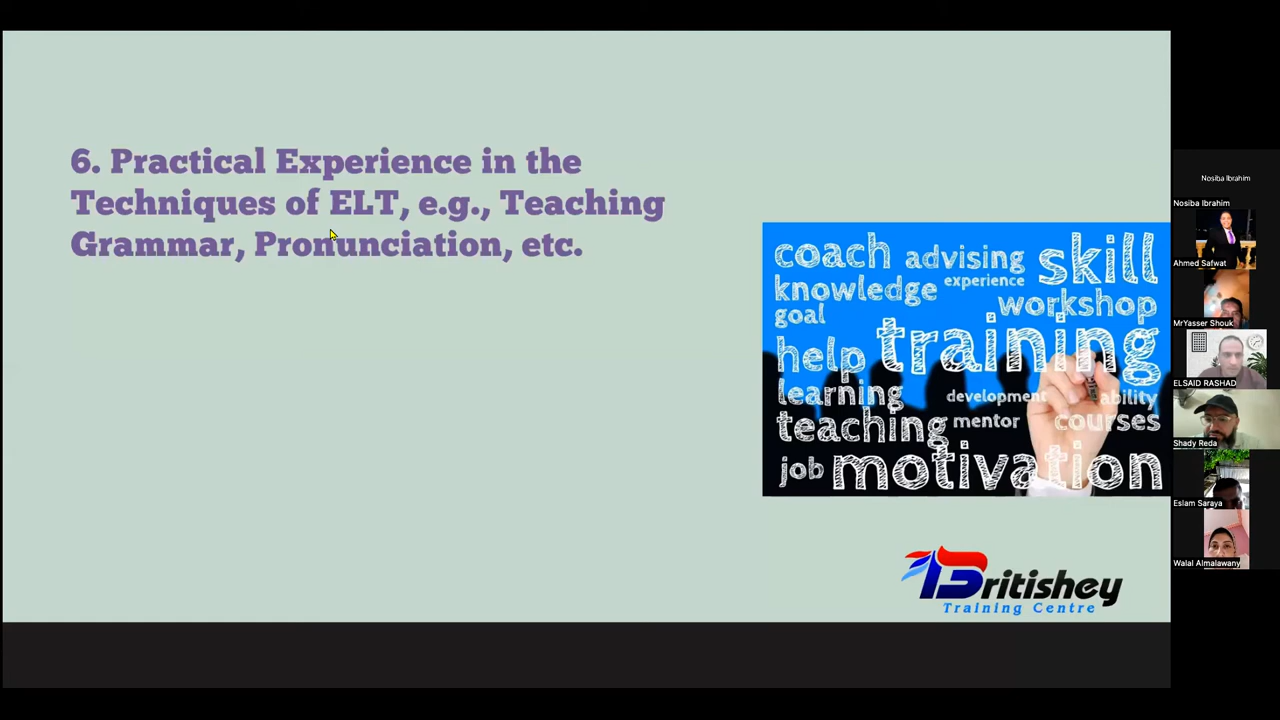 6. Practical Experience in the
Techniques of ELT, e.g., Teaching
Grammar, Pronunciation, etc.
coach advising skill
knowledge experience
goal workshop
help training
learning development ability
teaching mentor courses
job motivation
Britishey
Training Centre
Nosiba Ibrahim
Nosiba Ibrahim
Ahmed Safwat
MrYasser Shouk
ELSAID RASHAD
Shady Reda
Eslam Saraya
Walal Almalawany